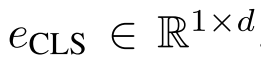 e_CLS ∈ ℝ^{1×d}.